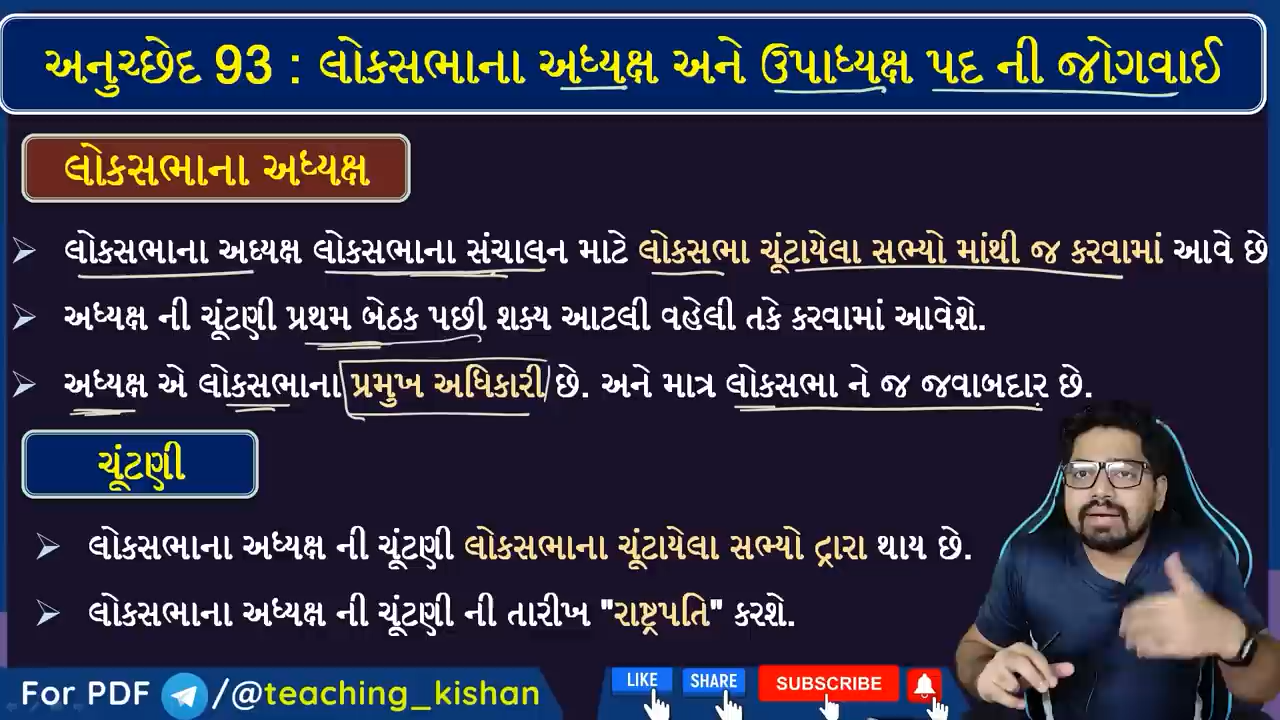 અનુચ્છેદ 93 : લોકસભાના અધ્યક્ષ અને ઉપાધ્યક્ષ પદ ની જોગવાઈ
લોકસભાના અધ્યક્ષ
લોકસભાના અધ્યક્ષ લોકસભાના સંચાલન માટે લોકસભા ચૂંટાયેલા સભ્યો માંથી જ કરવામાં આવે છે
અધ્યક્ષ ની ચૂંટણી પ્રથમ બેઠક પછી શક્ય આટલી વહેલી તકે કરવામાં આવેશે.
અધ્યક્ષ એ લોકસભાના પ્રમુખ અધિકારી છે. અને માત્ર લોકસભા ને જ જવાબદાર છે.
ચૂંટણી
લોકસભાના અધ્યક્ષ ની ચૂંટણી લોકસભાના ચૂંટાયેલા સભ્યો દ્વારા થાય છે.
લોકસભાના અધ્યક્ષ ની ચૂંટણી ની તારીખ "રાષ્ટ્રપતિ" કરશે.
For PDF /@teaching_kishan LIKE SHARE SUBSCRIBE